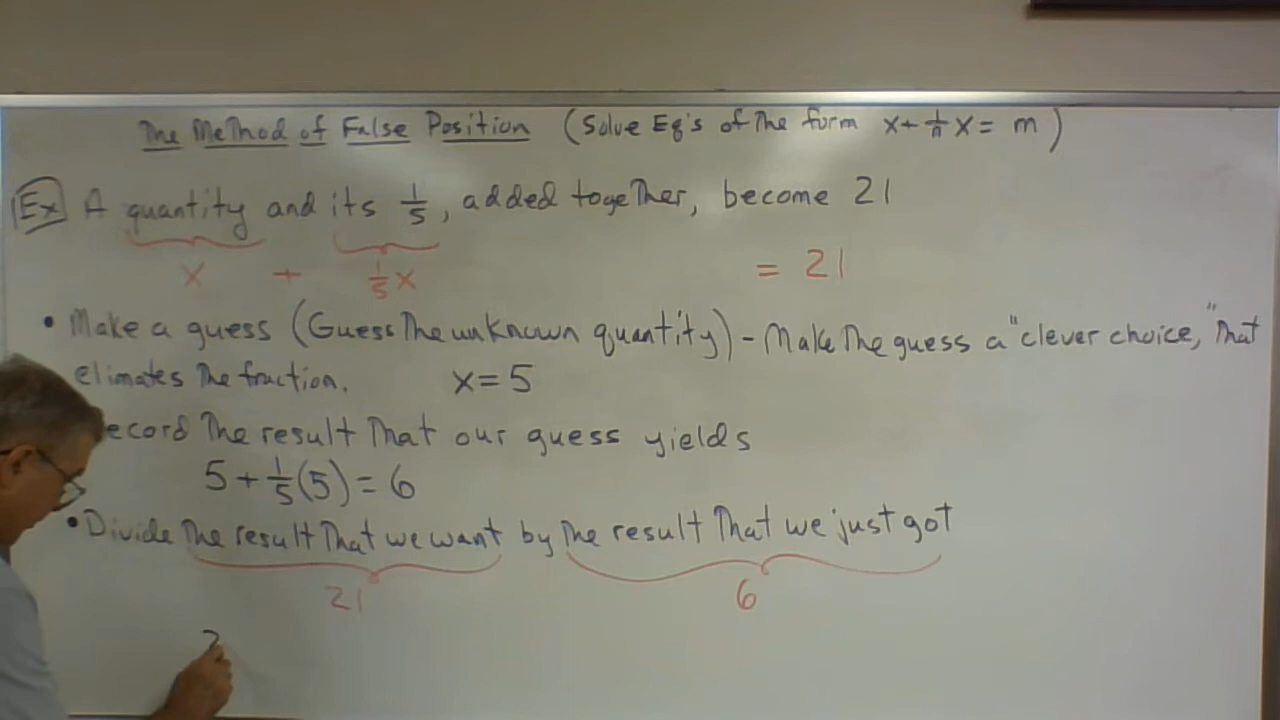 The Method of False Position (Solve Eq's of The form x + 1/n x = m)
Ex A quantity and its 1/5, added together, become 21
x + 1/5 x = 21
• Make a guess (Guess The unknown quantity) - Make The guess a "clever choice," That
elimates The fraction. x = 5
ecord The result That our guess yields
5 + 1/5 (5) = 6
• Divide The result That we want by The result That we just got
21 6